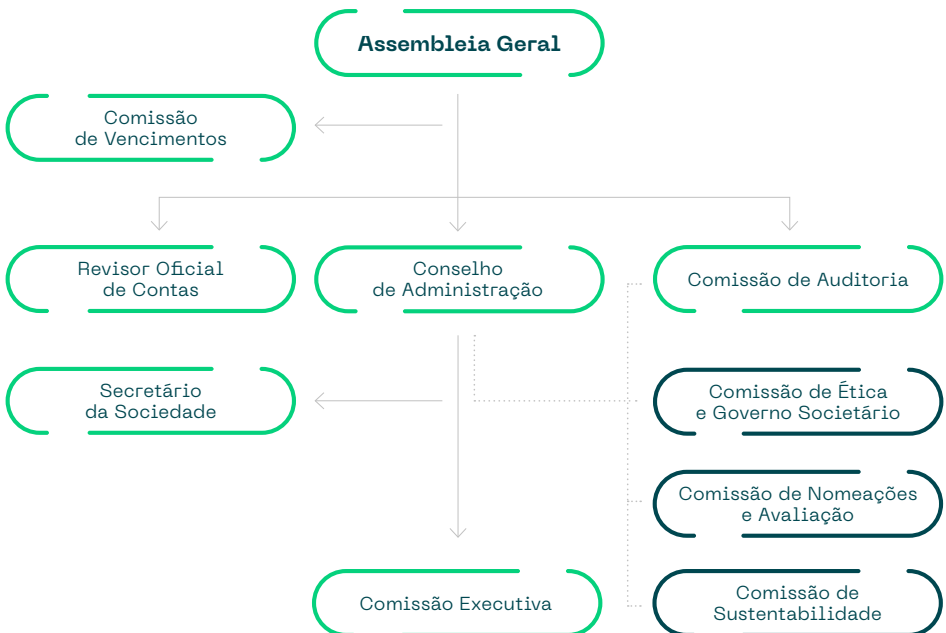 Assembleia Geral
Comissão
de Vencimentos
Revisor Oficial
de Contas
Conselho
de Administração
Comissão de Auditoria
Secretário
da Sociedade
Comissão de Ética
e Governo Societário
Comissão de Nomeações
e Avaliação
Comissão Executiva
Comissão de
Sustentabilidade